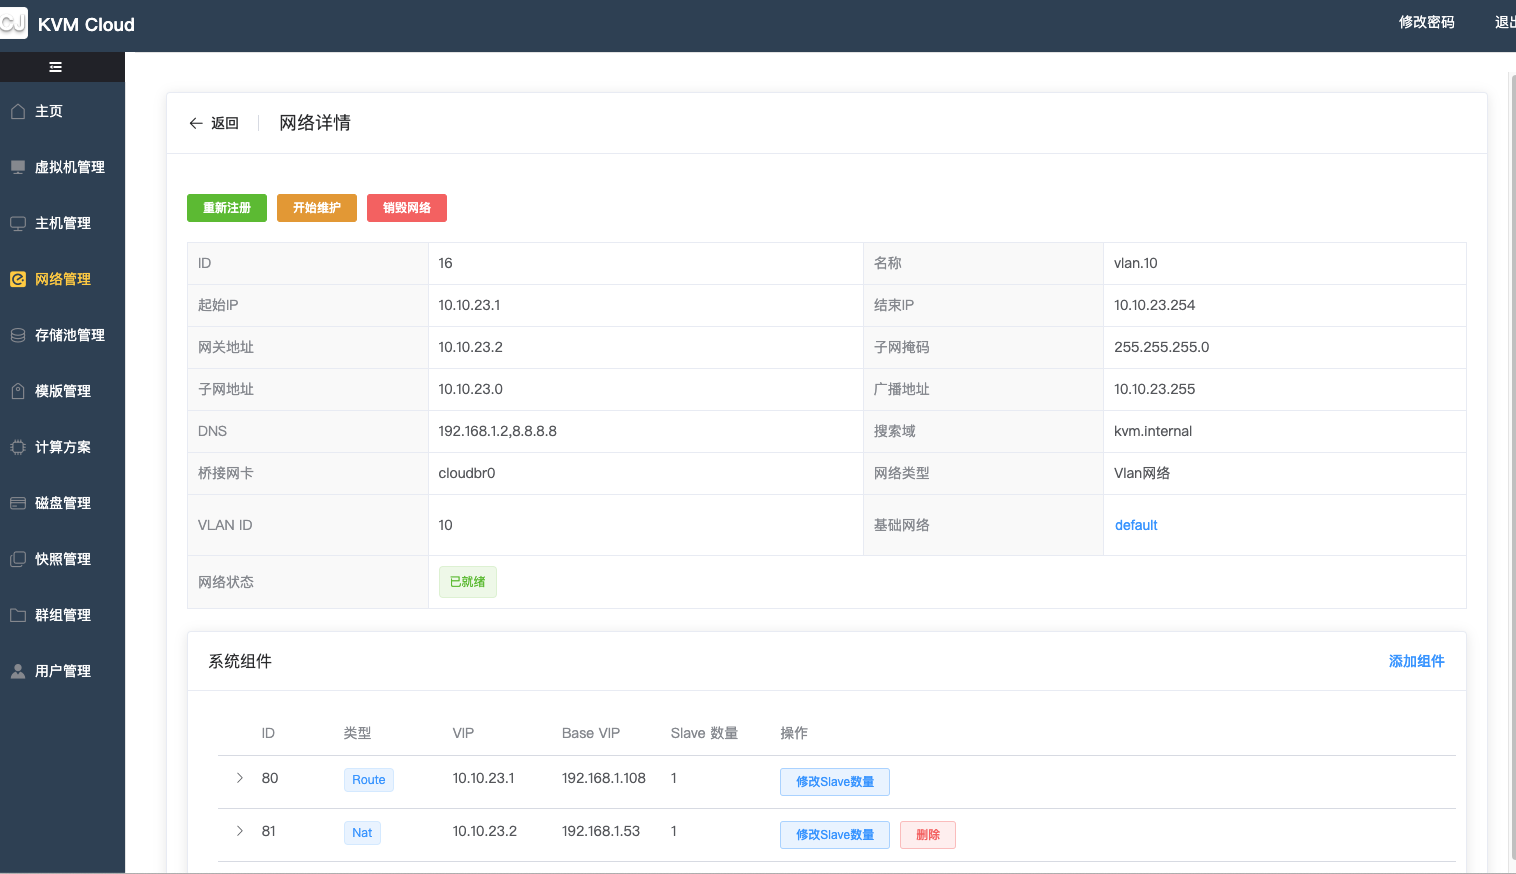 CJ KVM Cloud
修改密码
退出
主页
虚拟机管理
主机管理
网络管理
存储池管理
模版管理
计算方案
磁盘管理
快照管理
群组管理
用户管理
返回 网络详情
重新注册 开始维护 销毁网络
ID 16 名称 vlan.10
起始IP 10.10.23.1 结束IP 10.10.23.254
网关地址 10.10.23.2 子网掩码 255.255.255.0
子网地址 10.10.23.0 广播地址 10.10.23.255
DNS 192.168.1.2,8.8.8.8 搜索域 kvm.internal
桥接网卡 cloudbr0 网络类型 Vlan网络
VLAN ID 10 基础网络 default
网络状态 已就绪
系统组件 添加组件
ID 类型 VIP Base VIP Slave 数量 操作
80 Route 10.10.23.1 192.168.1.108 1 修改Slave数量
81 Nat 10.10.23.2 192.168.1.53 1 修改Slave数量 删除